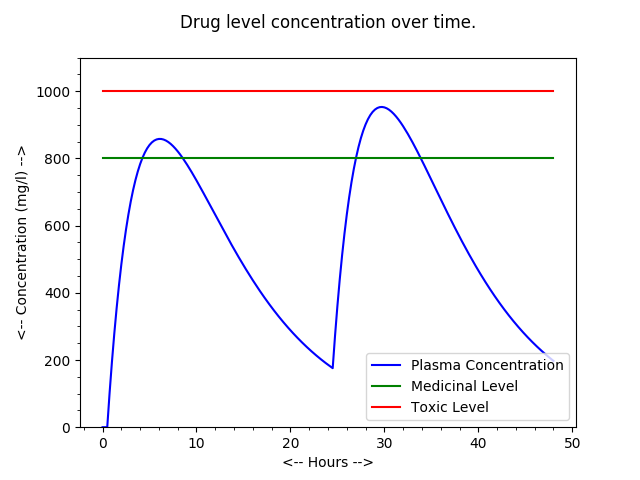 Drug level concentration over time.
<-- Concentration (mg/l) -->
1000
800
600
400
200
0
0 10 20 30 40 50
<-- Hours -->
Plasma Concentration
Medicinal Level
Toxic Level